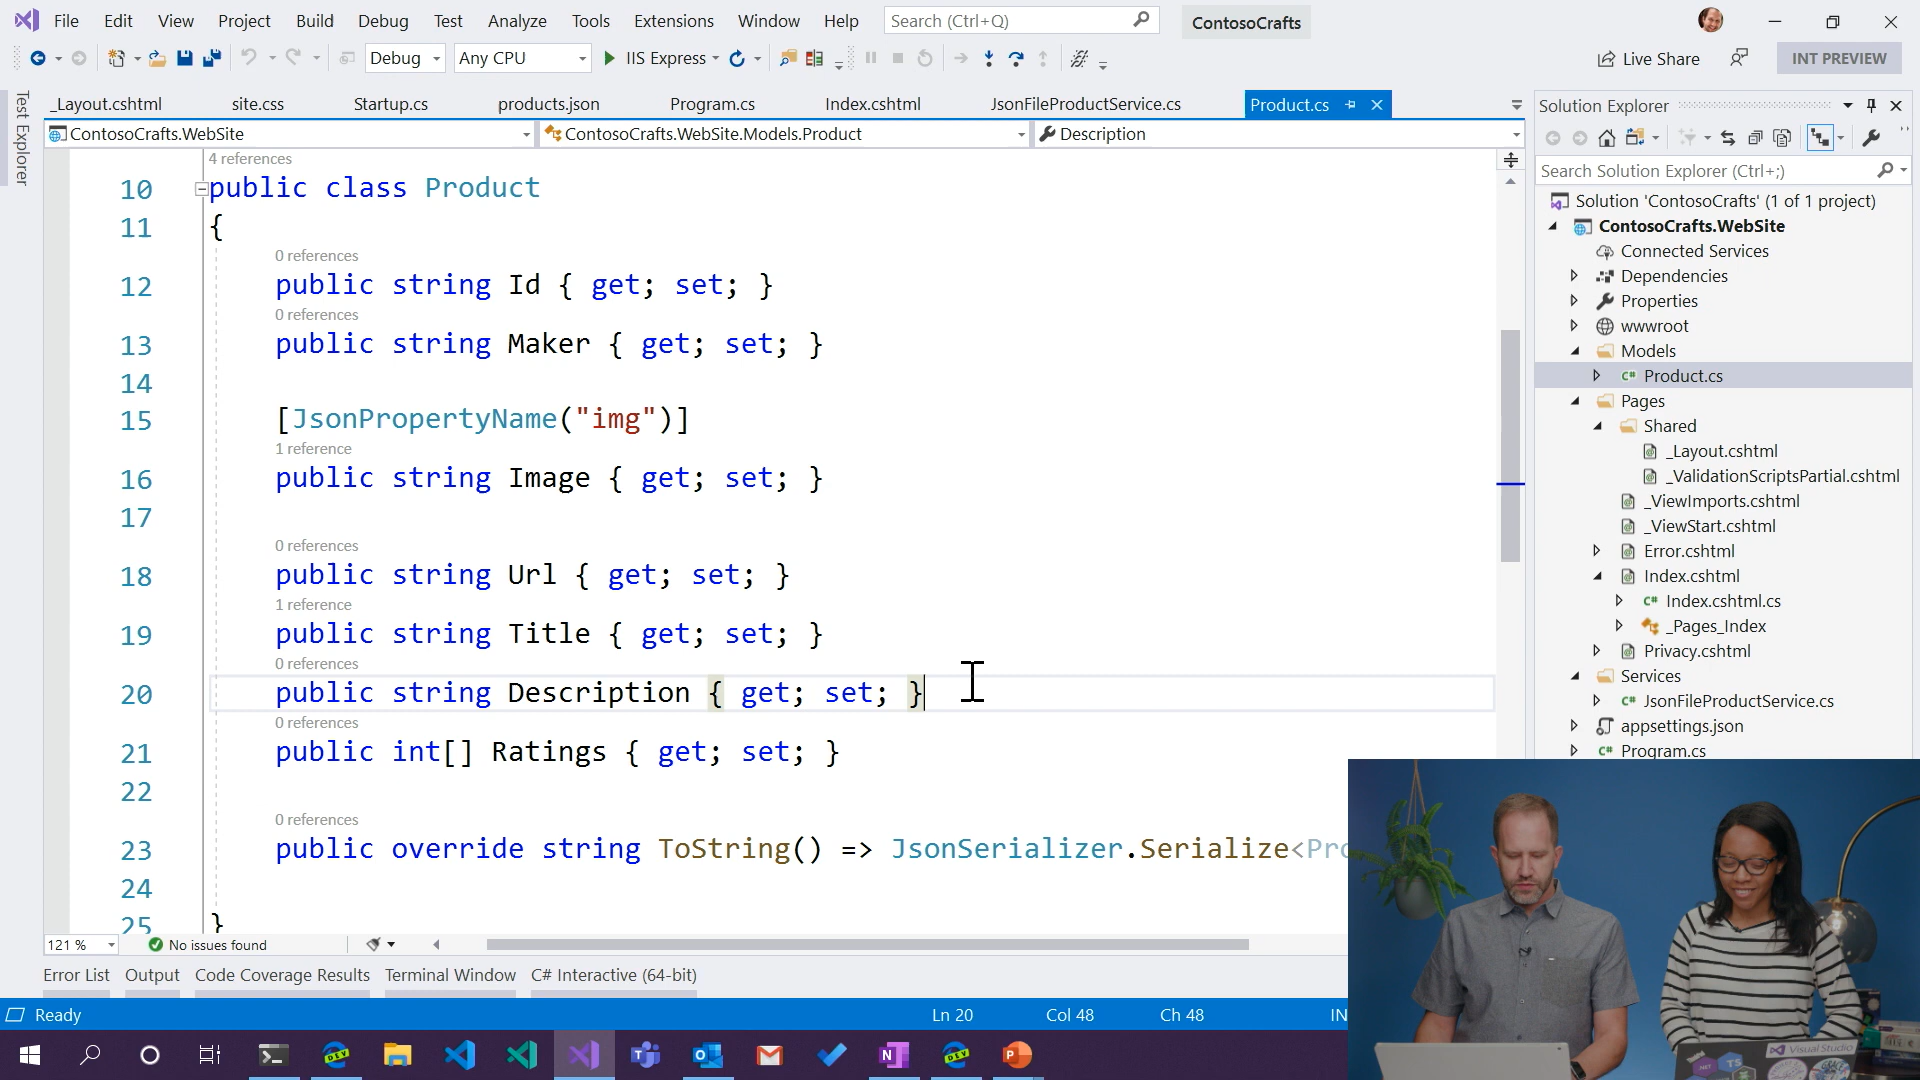 File Edit View Project Build Debug Test Analyze Tools Extensions Window Help Search (Ctrl+Q) ContosoCrafts
Debug Any CPU IIS Express Live Share INT PREVIEW
Test Explorer
_Layout.cshtml site.css Startup.cs products.json Program.cs Index.cshtml JsonFileProductService.cs Product.cs
ContosoCrafts.WebSite ContosoCrafts.WebSite.Models.Product Description
4 references
10 public class Product
11 {
0 references
12 public string Id { get; set; }
0 references
13 public string Maker { get; set; }
14
15 [JsonPropertyName("img")]
1 reference
16 public string Image { get; set; }
17
0 references
18 public string Url { get; set; }
1 reference
19 public string Title { get; set; }
0 references
20 public string Description { get; set; }
0 references
21 public int[] Ratings { get; set; }
22
0 references
23 public override string ToString() => JsonSerializer.Serialize<Pro
24
25 }
121 % No issues found
Error List Output Code Coverage Results Terminal Window C# Interactive (64-bit)
Ready Ln 20 Col 48 Ch 48 IN
Solution Explorer
Search Solution Explorer (Ctrl+;)
Solution 'ContosoCrafts' (1 of 1 project)
ContosoCrafts.WebSite
Connected Services
Dependencies
Properties
wwwroot
Models
C# Product.cs
Pages
Shared
_Layout.cshtml
_ValidationScriptsPartial.cshtml
_ViewImports.cshtml
_ViewStart.cshtml
Error.cshtml
Index.cshtml
C# Index.cshtml.cs
_Pages_Index
Privacy.cshtml
Services
C# JsonFileProductService.cs
appsettings.json
C# Program.cs
DEV DEV
Visual Studio
TS